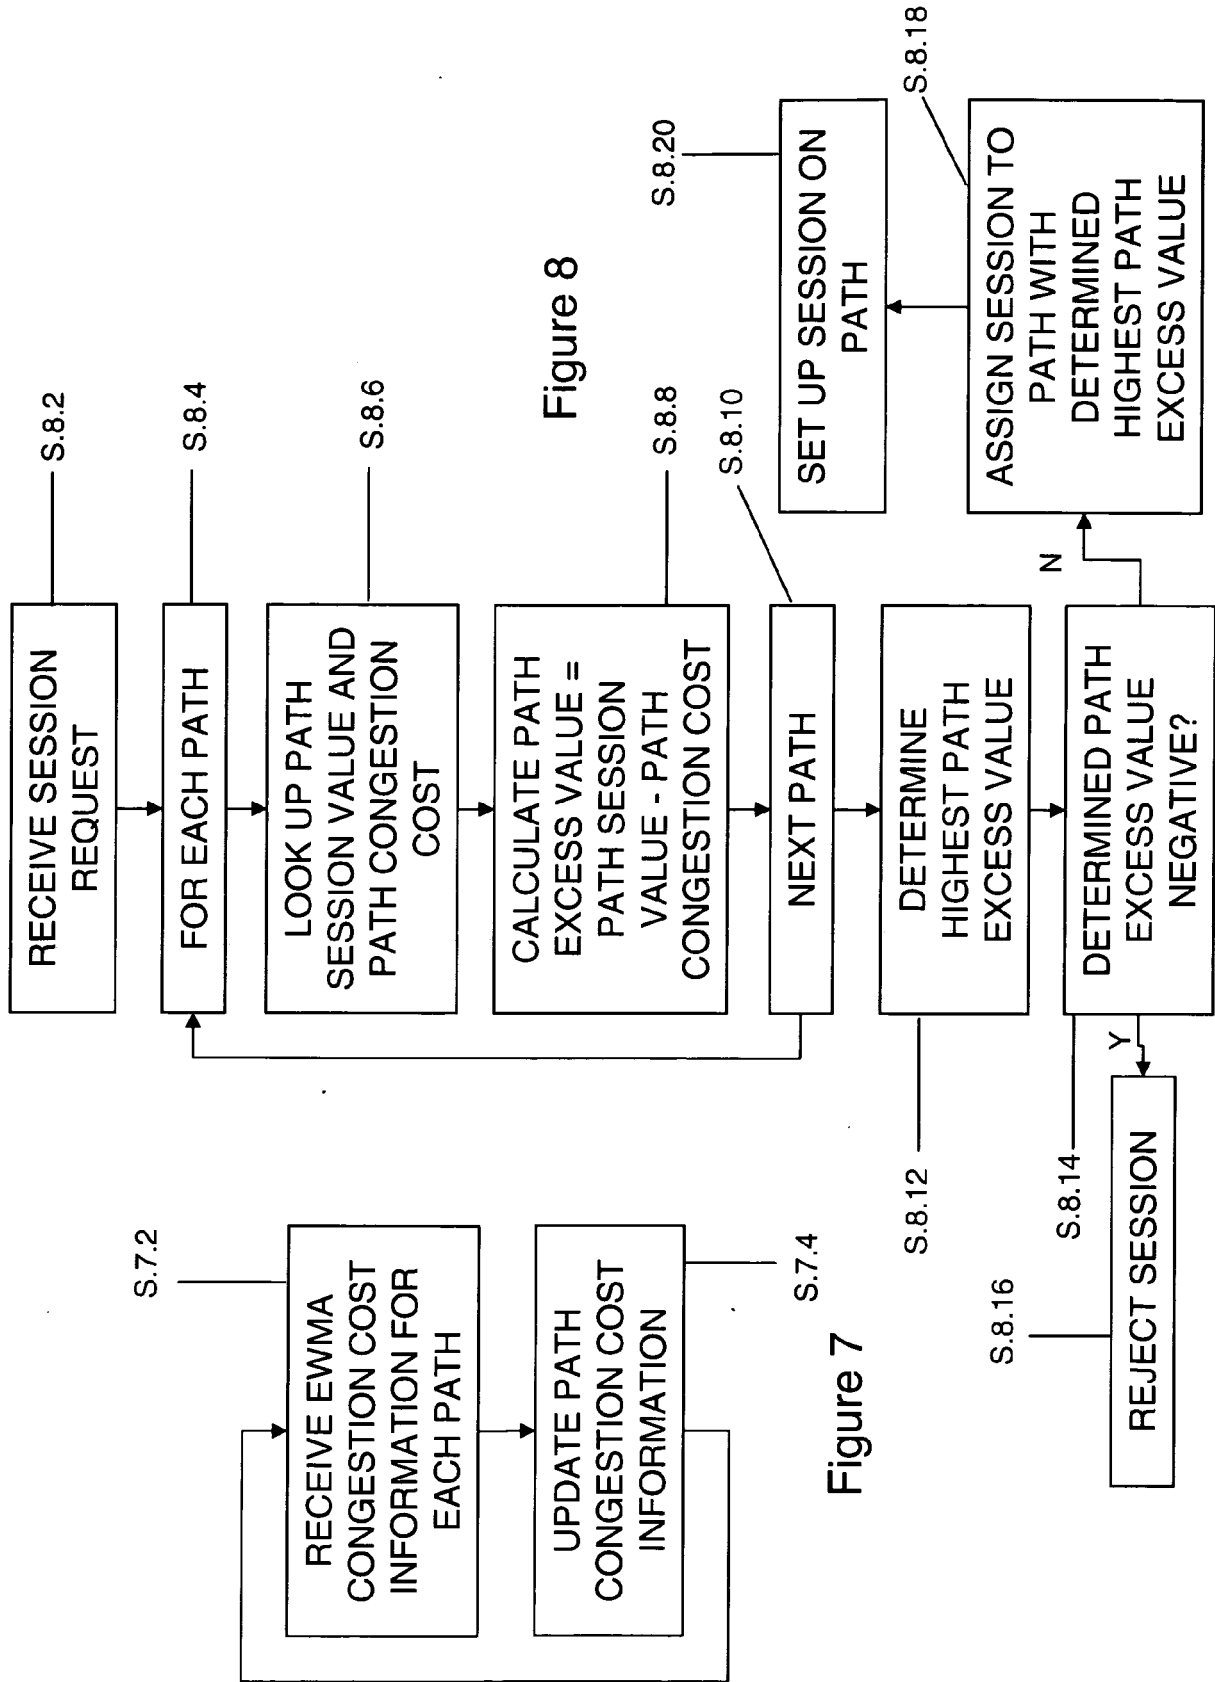 S.7.2
RECEIVE EWMA
CONGESTION COST
INFORMATION FOR
EACH PATH
UPDATE PATH
CONGESTION COST
INFORMATION
S.7.4
Figure 7
RECEIVE SESSION
REQUEST
S.8.2
FOR EACH PATH
S.8.4
LOOK UP PATH
SESSION VALUE AND
PATH CONGESTION
COST
S.8.6
CALCULATE PATH
EXCESS VALUE =
PATH SESSION
VALUE - PATH
CONGESTION COST
S.8.8
NEXT PATH
S.8.10
DETERMINE
HIGHEST PATH
EXCESS VALUE
S.8.12
DETERMINED PATH
EXCESS VALUE
NEGATIVE?
S.8.14
Y
REJECT SESSION
S.8.16
N
ASSIGN SESSION TO
PATH WITH
DETERMINED
HIGHEST PATH
EXCESS VALUE
S.8.18
SET UP SESSION ON
PATH
S.8.20
Figure 8